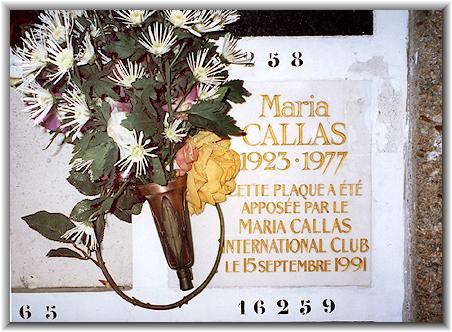 258
Maria
CALLAS
1923 · 1977
ETTE PLAQUE A ÉTÉ
APPOSÉE PAR LE
MARIA CALLAS
INTERNATIONAL CLUB
LE 15 SEPTEMBRE 1991
65
16259